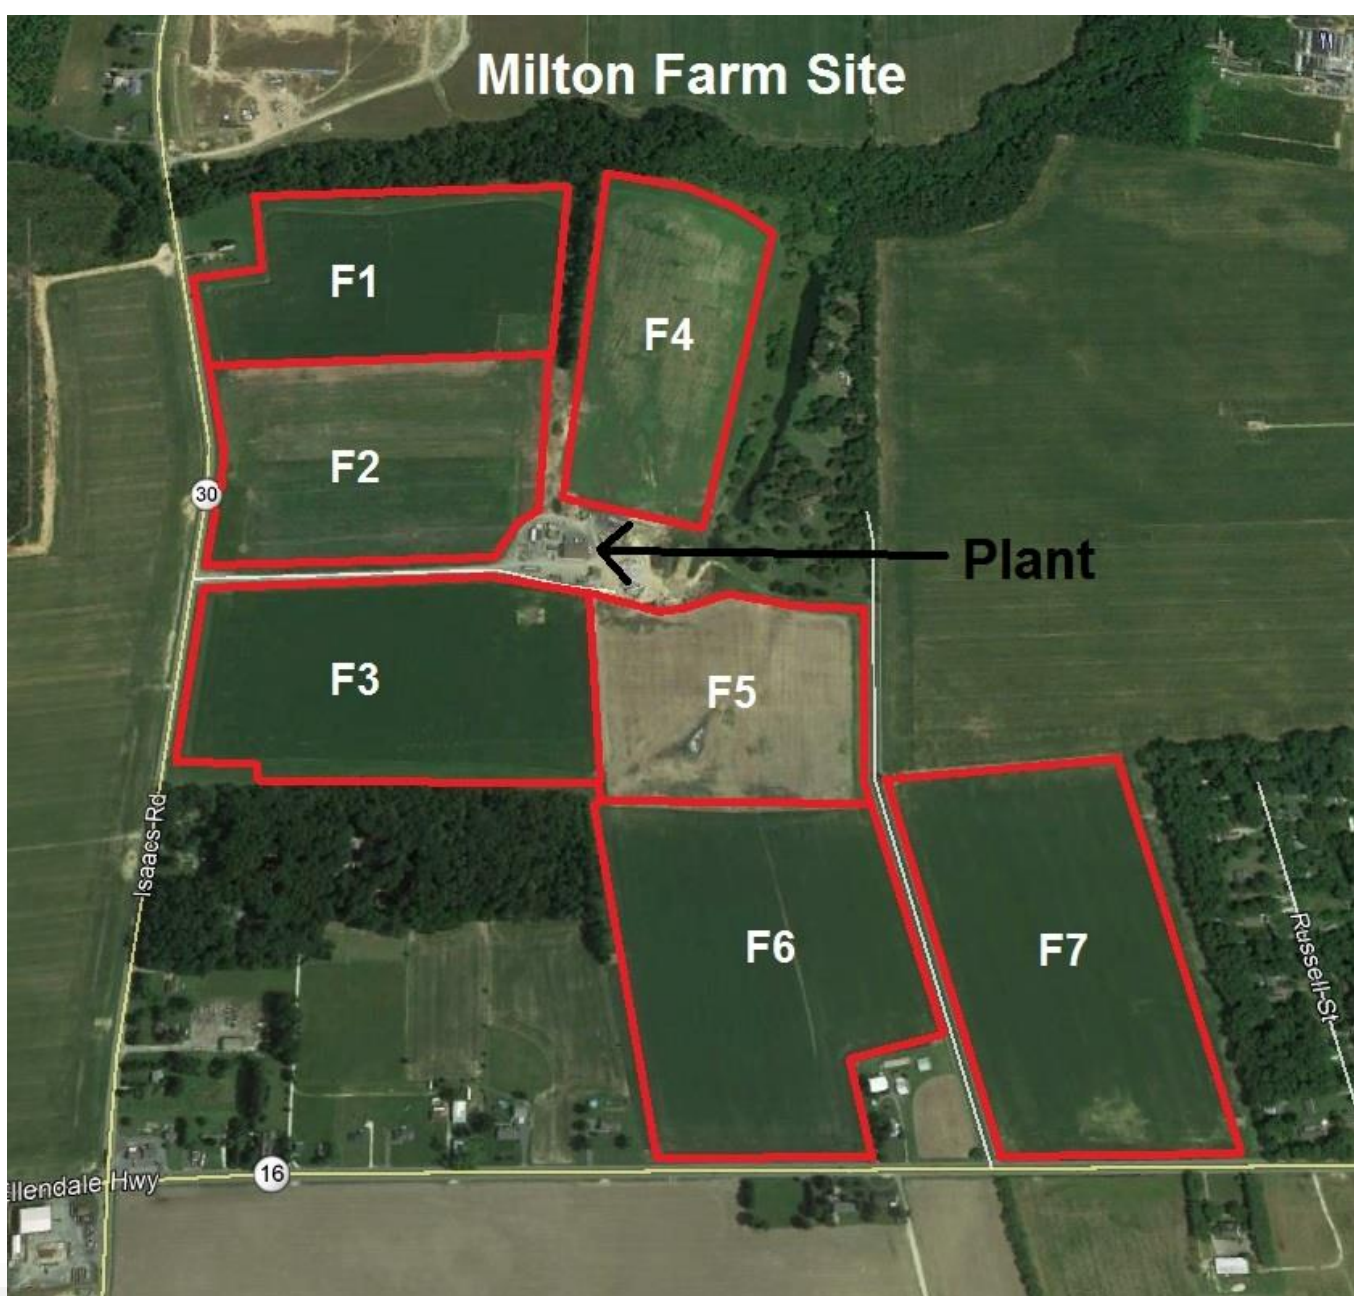 Milton Farm Site
F1
F4
F2
30
Plant
F3
F5
Isaacs Rd
F6
F7
Russell St
16
Ellendale Hwy